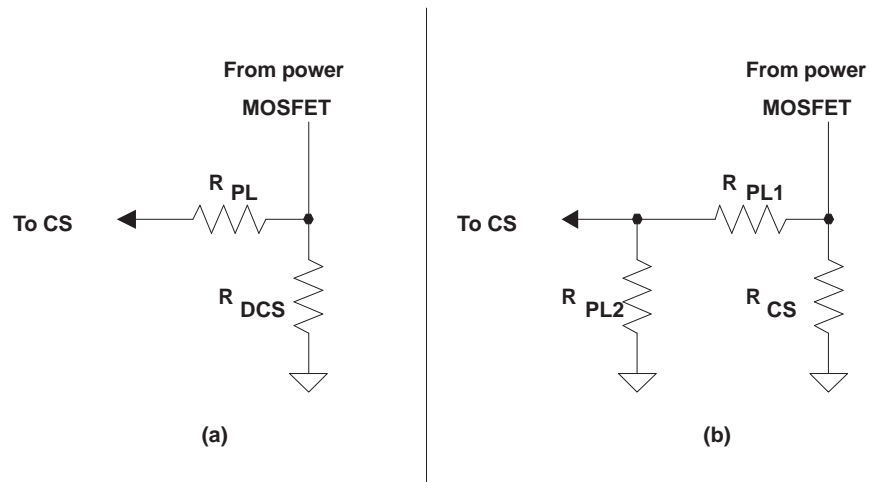 From power
MOSFET
R PL
To CS
R DCS
(a)
From power
MOSFET
R PL1
To CS
R PL2
R CS
(b)